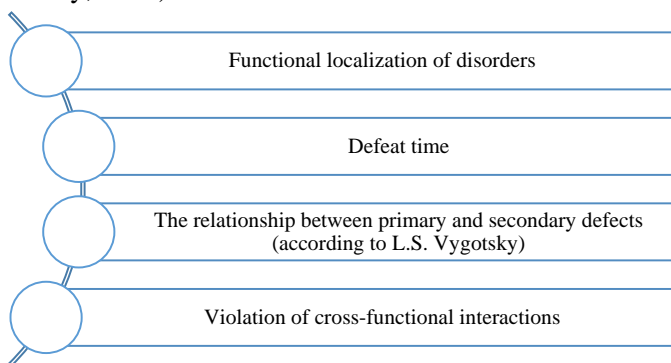 Functional localization of disorders
Defeat time
The relationship between primary and secondary defects
(according to L.S. Vygotsky)
Violation of cross-functional interactions